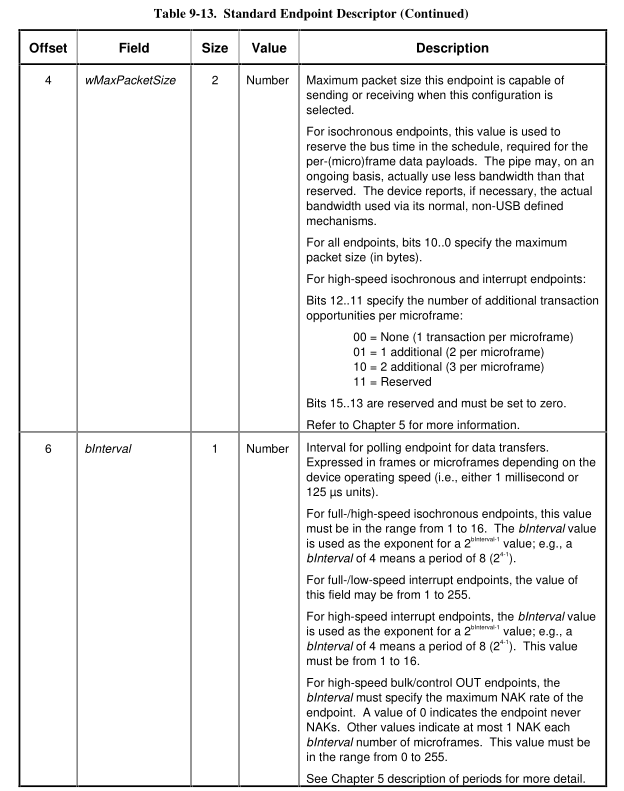 Table 9-13. Standard Endpoint Descriptor (Continued)
Offset Field Size Value Description
4 wMaxPacketSize 2 Number Maximum packet size this endpoint is capable of
sending or receiving when this configuration is
selected.
For isochronous endpoints, this value is used to
reserve the bus time in the schedule, required for the
per-(micro)frame data payloads. The pipe may, on an
ongoing basis, actually use less bandwidth than that
reserved. The device reports, if necessary, the actual
bandwidth used via its normal, non-USB defined
mechanisms.
For all endpoints, bits 10..0 specify the maximum
packet size (in bytes).
For high-speed isochronous and interrupt endpoints:
Bits 12..11 specify the number of additional transaction
opportunities per microframe:
00 = None (1 transaction per microframe)
01 = 1 additional (2 per microframe)
10 = 2 additional (3 per microframe)
11 = Reserved
Bits 15..13 are reserved and must be set to zero.
Refer to Chapter 5 for more information.
6 bInterval 1 Number Interval for polling endpoint for data transfers.
Expressed in frames or microframes depending on the
device operating speed (i.e., either 1 millisecond or
125 µs units).
For full-/high-speed isochronous endpoints, this value
must be in the range from 1 to 16. The bInterval value
is used as the exponent for a 2^bInterval-1 value; e.g., a
bInterval of 4 means a period of 8 (2^4-1).
For full-/low-speed interrupt endpoints, the value of
this field may be from 1 to 255.
For high-speed interrupt endpoints, the bInterval value
is used as the exponent for a 2^bInterval-1 value; e.g., a
bInterval of 4 means a period of 8 (2^4-1). This value
must be from 1 to 16.
For high-speed bulk/control OUT endpoints, the
bInterval must specify the maximum NAK rate of the
endpoint. A value of 0 indicates the endpoint never
NAKs. Other values indicate at most 1 NAK each
bInterval number of microframes. This value must be
in the range from 0 to 255.
See Chapter 5 description of periods for more detail.